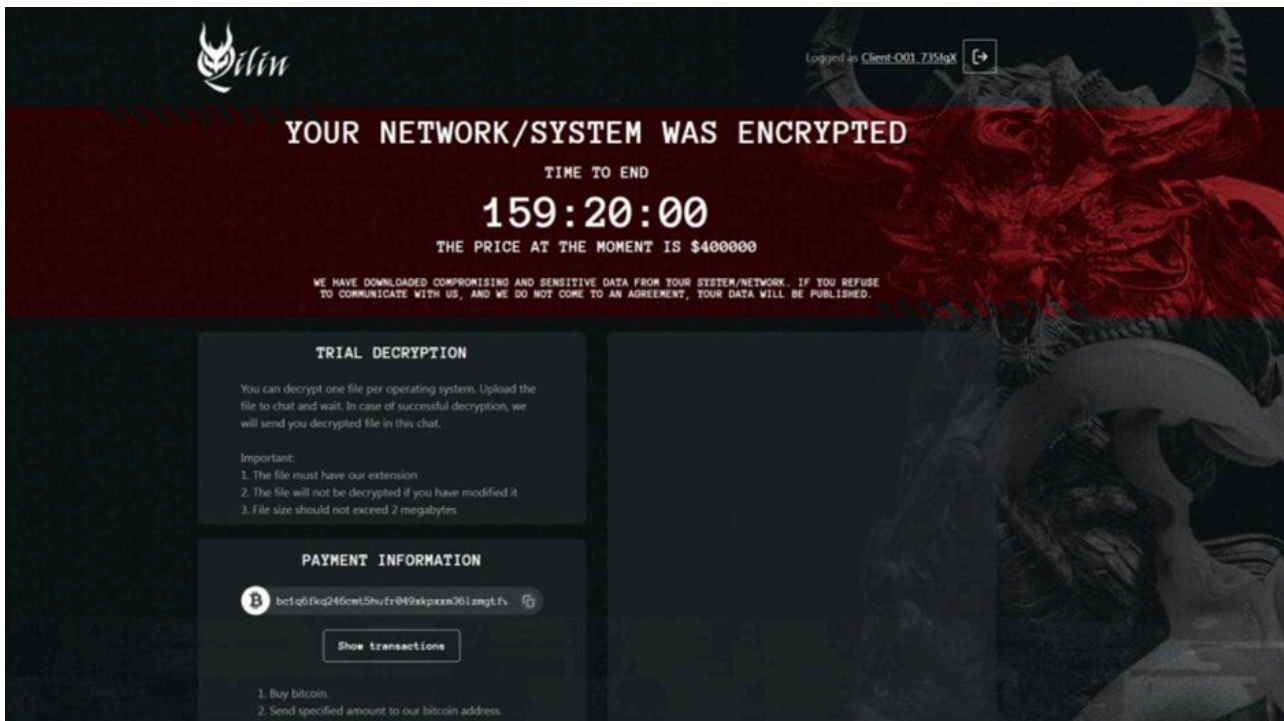 Qilin
Logged as Client-O01_735fqX
YOUR NETWORK/SYSTEM WAS ENCRYPTED
TIME TO END
159:20:00
THE PRICE AT THE MOMENT IS $400000
WE HAVE DOWNLOADED COMPROMISING AND SENSITIVE DATA FROM YOUR SYSTEM/NETWORK. IF YOU REFUSE
TO COMMUNICATE WITH US, AND WE DO NOT COME TO AN AGREEMENT, YOUR DATA WILL BE PUBLISHED.
TRIAL DECRYPTION
You can decrypt one file per operating system. Upload the
file to chat and wait. In case of successful decryption, we
will send you decrypted file in this chat.
Important:
1. The file must have our extension
2. The file will not be decrypted if you have modified it
3. File size should not exceed 2 megabytes
PAYMENT INFORMATION
Show transactions
1. Buy bitcoin.
2. Send specified amount to our bitcoin address.